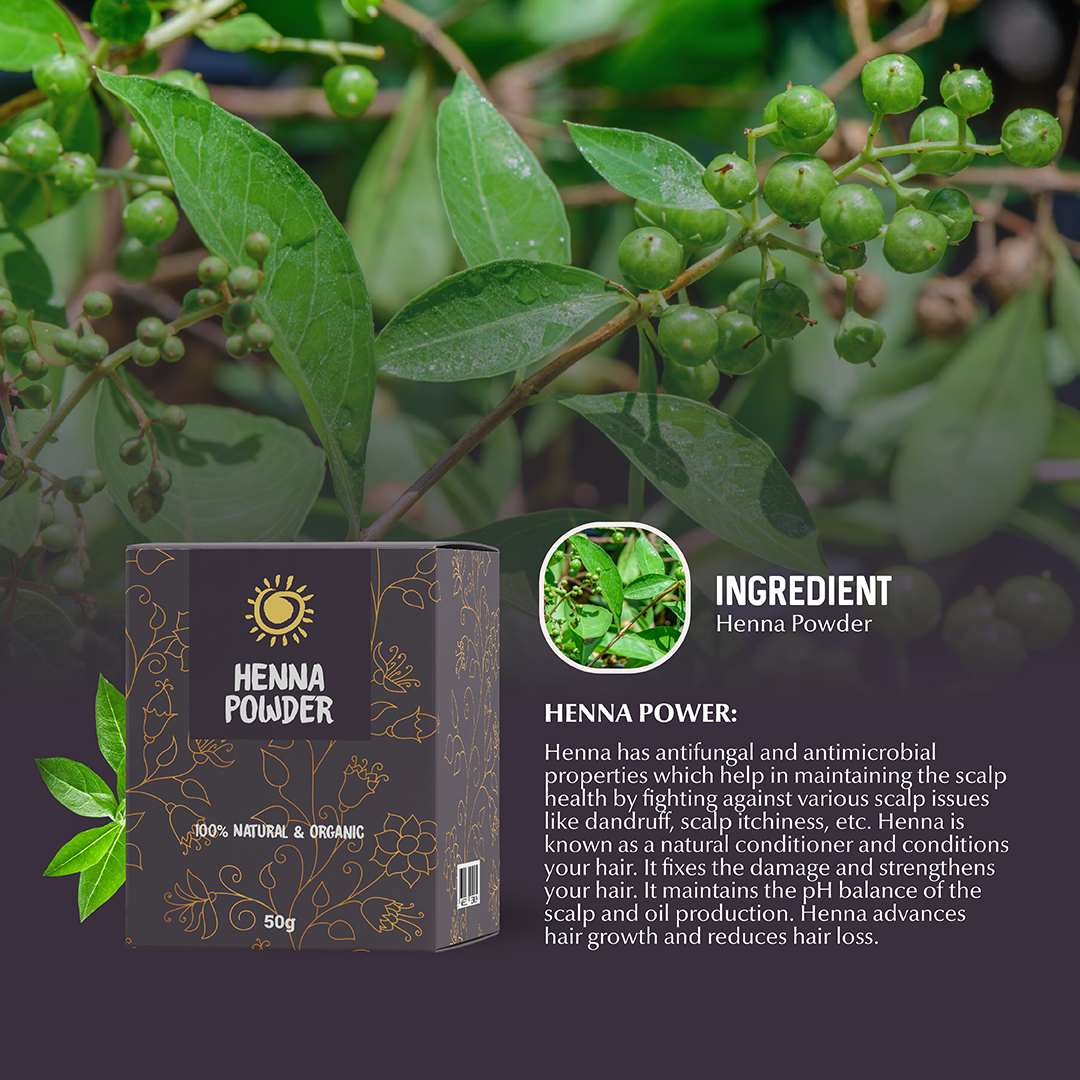 INGREDIENT
Henna Powder
HENNA
POWDER
100% NATURAL & ORGANIC
50g
HENNA POWER:
Henna has antifungal and antimicrobial
properties which help in maintaining the scalp
health by fighting against various scalp issues
like dandruff, scalp itchiness, etc. Henna is
known as a natural conditioner and conditions
your hair. It fixes the damage and strengthens
your hair. It maintains the pH balance of the
scalp and oil production. Henna advances
hair growth and reduces hair loss.